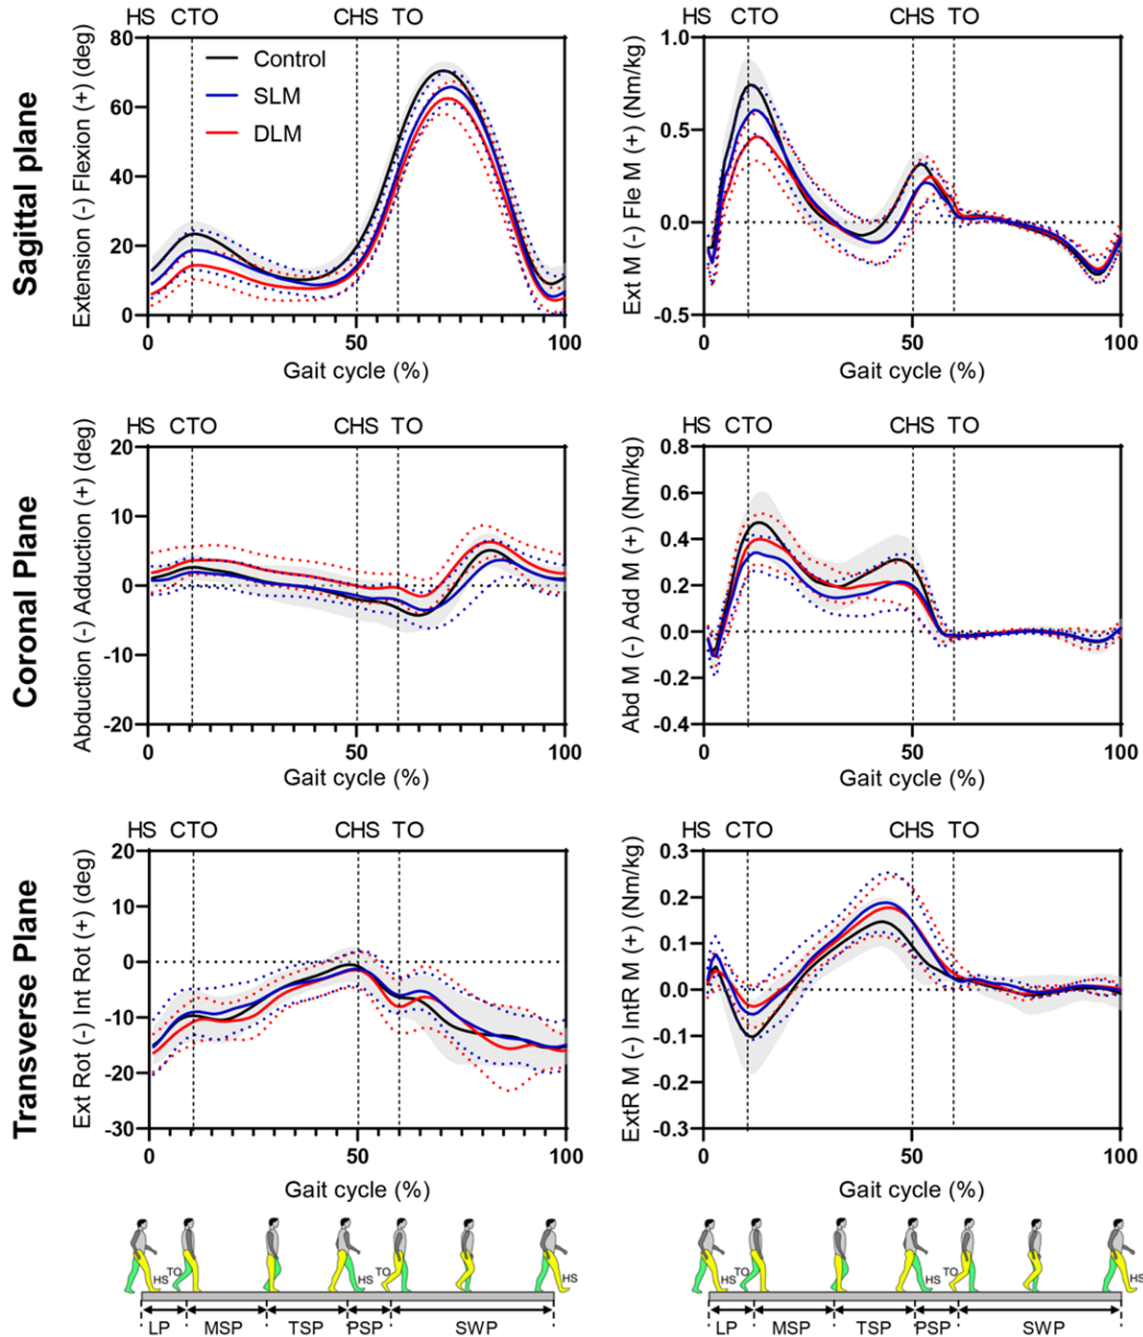 HS CTO CHS TO
HS CTO CHS TO
Sagittal plane
Extension (-) Flexion (+) (deg)
80
60
40
20
0
Control
SLM
DLM
0 50 100
Gait cycle (%)
Ext M (-) Fle M (+) (Nm/kg)
1.0
0.5
0.0
-0.5
0 50 100
Gait cycle (%)
HS CTO CHS TO
HS CTO CHS TO
Coronal Plane
Abduction (-) Adduction (+) (deg)
20
10
0
-10
-20
0 50 100
Gait cycle (%)
Abd M (-) Add M (+) (Nm/kg)
0.8
0.6
0.4
0.2
0.0
-0.2
-0.4
0 50 100
Gait cycle (%)
HS CTO CHS TO
HS CTO CHS TO
Transverse Plane
Ext Rot (-) Int Rot (+) (deg)
20
10
0
-10
-20
-30
0 50 100
Gait cycle (%)
ExtR M (-) IntR M (+) (Nm/kg)
0.3
0.2
0.1
0.0
-0.1
-0.2
-0.3
0 50 100
Gait cycle (%)
HS TO HS TO HS
LP MSP TSP PSP SWP
HS TO HS TO HS
LP MSP TSP PSP SWP